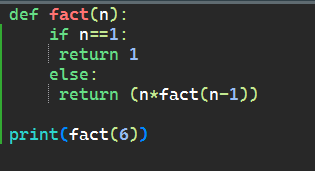 def fact(n):
    if n==1:
     return 1
    else:
     return (n*fact(n-1))

print(fact(6))